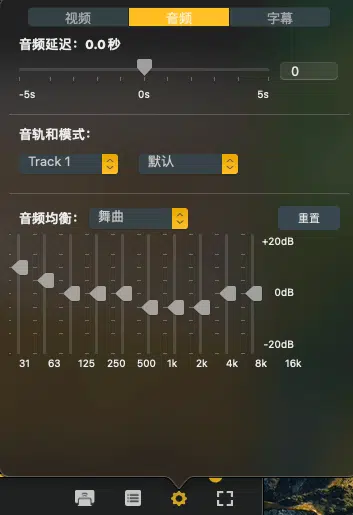 视频 音频 字幕
音频延迟：0.0 秒
0
-5s 0s 5s
音轨和模式：
Track 1 默认
音频均衡： 舞曲 重置
+20dB
0dB
-20dB
31 63 125 250 500 1k 2k 4k 8k 16k